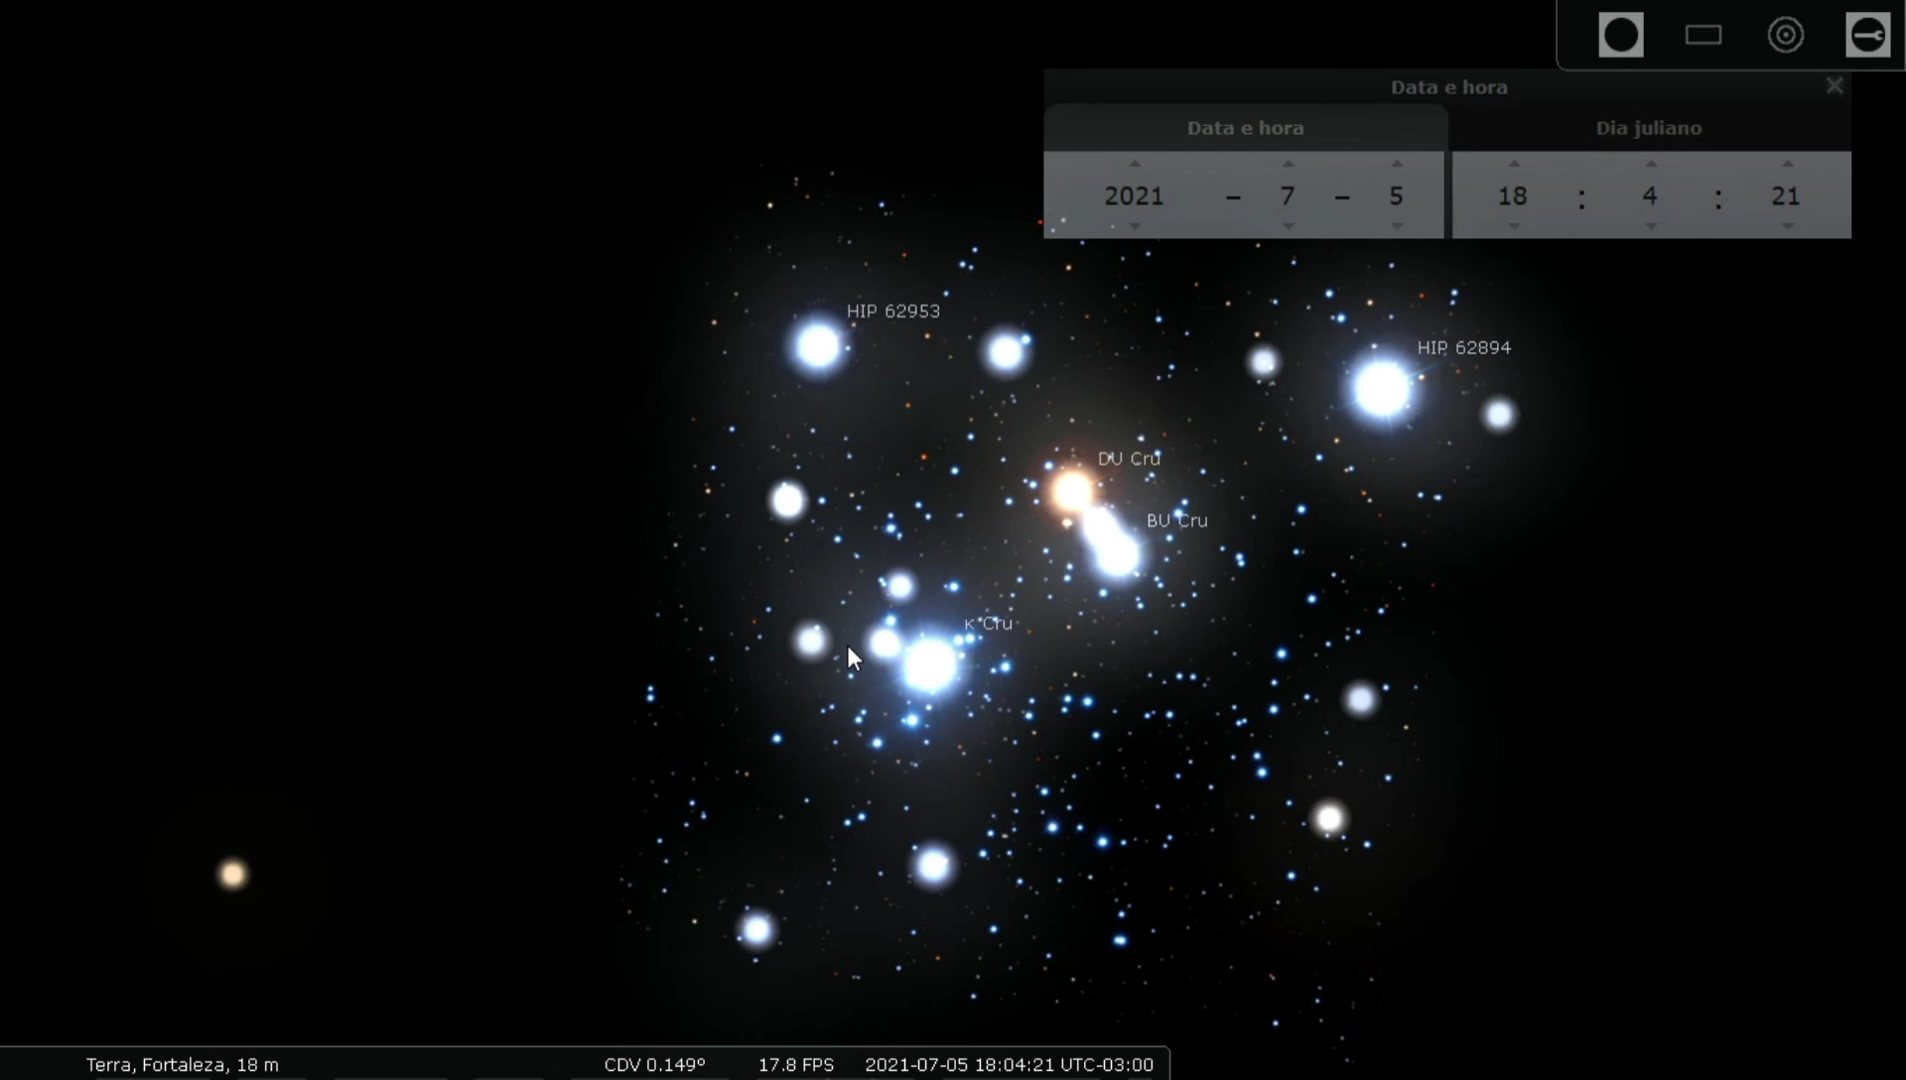 Data e hora
Data e hora
Dia juliano
2021 – 7 – 5
18 : 4 : 21
HIP 62953
HIP 62894
DU Cru
BU Cru
κ Cru
Terra, Fortaleza, 18 m
CDV 0.149º
17.8 FPS
2021-07-05 18:04:21 UTC-03:00